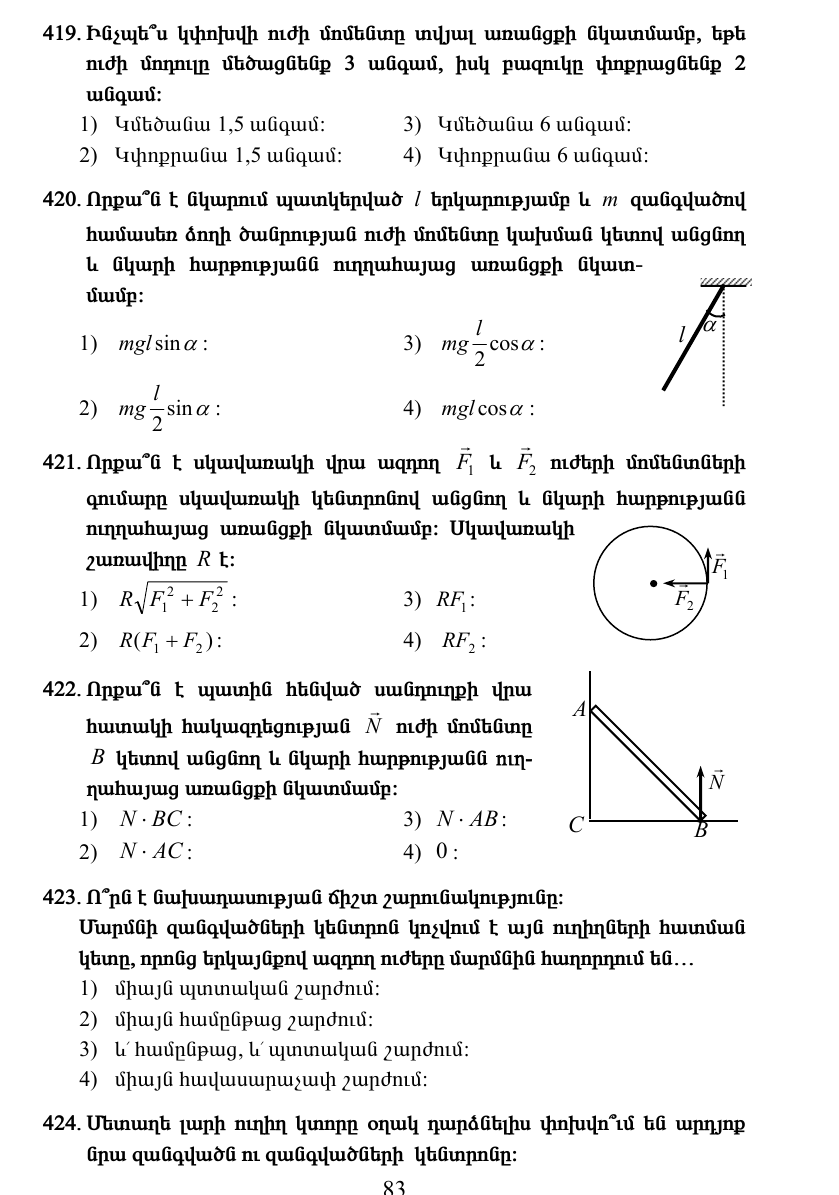 419. Ինչպե՞ս կփոխվի ուժի մոմենտը տվյալ առանցքի նկատմամբ, եթե
ուժի մոդուլը մեծացնենք 3 անգամ, իսկ բազուկը փոքրացնենք 2
անգամ:
1) Կմեծանա 1,5 անգամ: 3) Կմեծանա 6 անգամ:
2) Կփոքրանա 1,5 անգամ: 4) Կփոքրանա 6 անգամ:
420. Որքա՞ն է նկարում պատկերված l երկարությամբ և m զանգվածով
համասեռ ձողի ծանրության ուժի մոմենտը կախման կետով անցնող
և նկարի հարթությանն ուղղահայաց առանցքի նկատ-
մամբ:
1) mgl sin α : 3) mg l/2 cos α :
2) mg l/2 sin α : 4) mgl cos α :
l α
421. Որքա՞ն է սկավառակի վրա ազդող F⃗₁ և F⃗₂ ուժերի մոմենտների
գումարը սկավառակի կենտրոնով անցնող և նկարի հարթությանն
ուղղահայաց առանցքի նկատմամբ: Սկավառակի
շառավիղը R է:
1) R√(F₁² + F₂²) : 3) RF₁ :
2) R(F₁ + F₂) : 4) RF₂ :
F⃗₁
F⃗₂
422. Որքա՞ն է պատին հենված սանդուղքի վրա
հատակի հակազդեցության N⃗ ուժի մոմենտը
B կետով անցնող և նկարի հարթությանն ուղ-
ղահայաց առանցքի նկատմամբ:
1) N · BC : 3) N · AB :
2) N · AC : 4) 0 :
A
N⃗
C B
423. Ո՞րն է նախադասության ճիշտ շարունակությունը:
Մարմնի զանգվածների կենտրոն կոչվում է այն ուղիղների հատման
կետը, որոնց երկայնքով ազդող ուժերը մարմնին հաղորդում են…
1) միայն պտտական շարժում:
2) միայն համընթաց շարժում:
3) և՛ համընթաց, և՛ պտտական շարժում:
4) միայն հավասարաչափ շարժում:
424. Մետաղե լարի ուղիղ կտորը օղակ դարձնելիս փոխվո՞ւմ են արդյոք
նրա զանգվածն ու զանգվածների կենտրոնը:
83